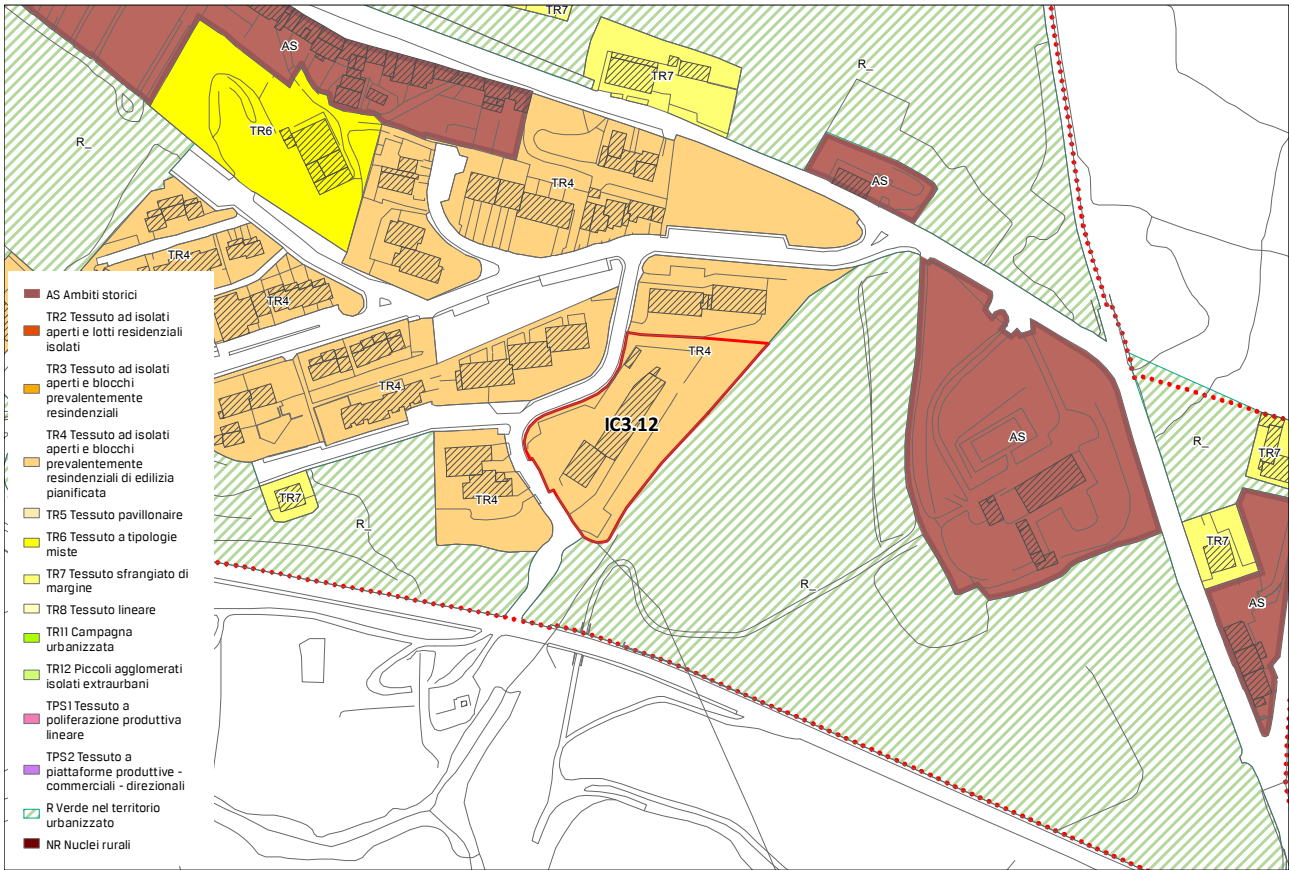 TR7
AS
TR7
R_
TR6
R_
AS
TR4
TR4
TR4
TR4
TR4
IC3.12
AS
R_
TR7
TR7
TR4
R_
TR7
R_
AS
AS Ambiti storici
TR2 Tessuto ad isolati
aperti e lotti residenziali
isolati
TR3 Tessuto ad isolati
aperti e blocchi
prevalentemente
resindenziali
TR4 Tessuto ad isolati
aperti e blocchi
prevalentemente
residenziali di edilizia
pianificata
TR5 Tessuto pavillonaire
TR6 Tessuto a tipologie
miste
TR7 Tessuto sfrangiato di
margine
TR8 Tessuto lineare
TR11 Campagna
urbanizzata
TR12 Piccoli agglomerati
isolati extraurbani
TPS1 Tessuto a
poliferazione produttiva
lineare
TPS2 Tessuto a
piattaforme produttive -
commerciali - direzionali
R Verde nel territorio
urbanizzato
NR Nuclei rurali